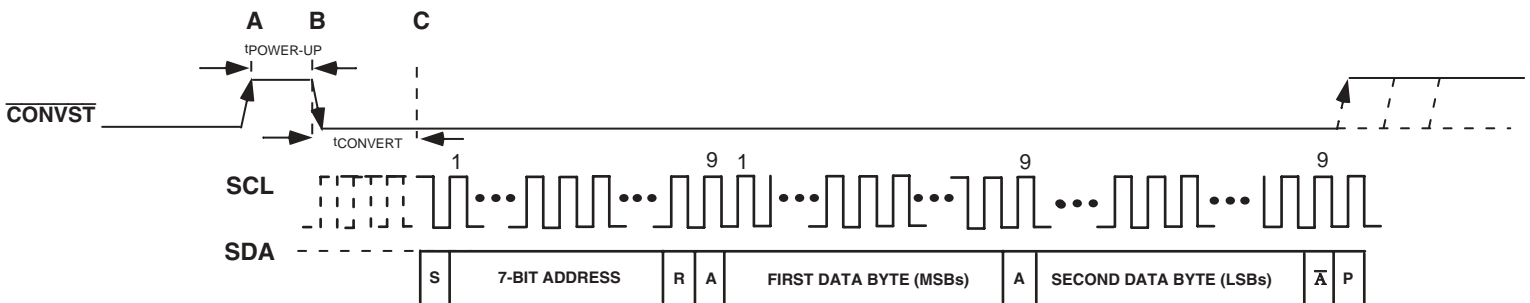 A B C
tPOWER-UP
CONVST
tCONVERT
1 9 1 9 9
SCL
SDA
S 7-BIT ADDRESS R A FIRST DATA BYTE (MSBs) A SECOND DATA BYTE (LSBs) A̅ P